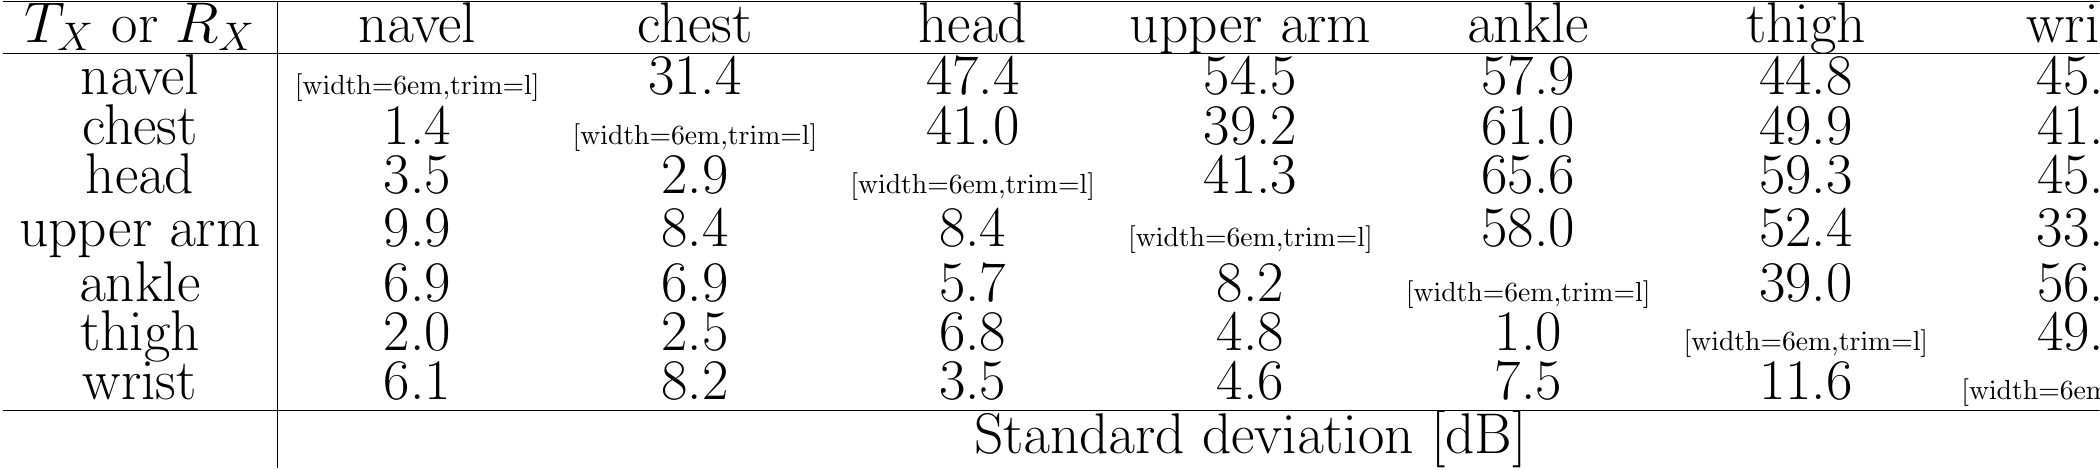 T_X or R_X navel chest head upper arm ankle thigh wri
navel [width=6em,trim=l] 31.4 47.4 54.5 57.9 44.8 45.
chest 1.4 [width=6em,trim=l] 41.0 39.2 61.0 49.9 41.
head 3.5 2.9 [width=6em,trim=l] 41.3 65.6 59.3 45.
upper arm 9.9 8.4 8.4 [width=6em,trim=l] 58.0 52.4 33.
ankle 6.9 6.9 5.7 8.2 [width=6em,trim=l] 39.0 56.
thigh 2.0 2.5 6.8 4.8 1.0 [width=6em,trim=l] 49.
wrist 6.1 8.2 3.5 4.6 7.5 11.6 [width=6em
Standard deviation [dB]